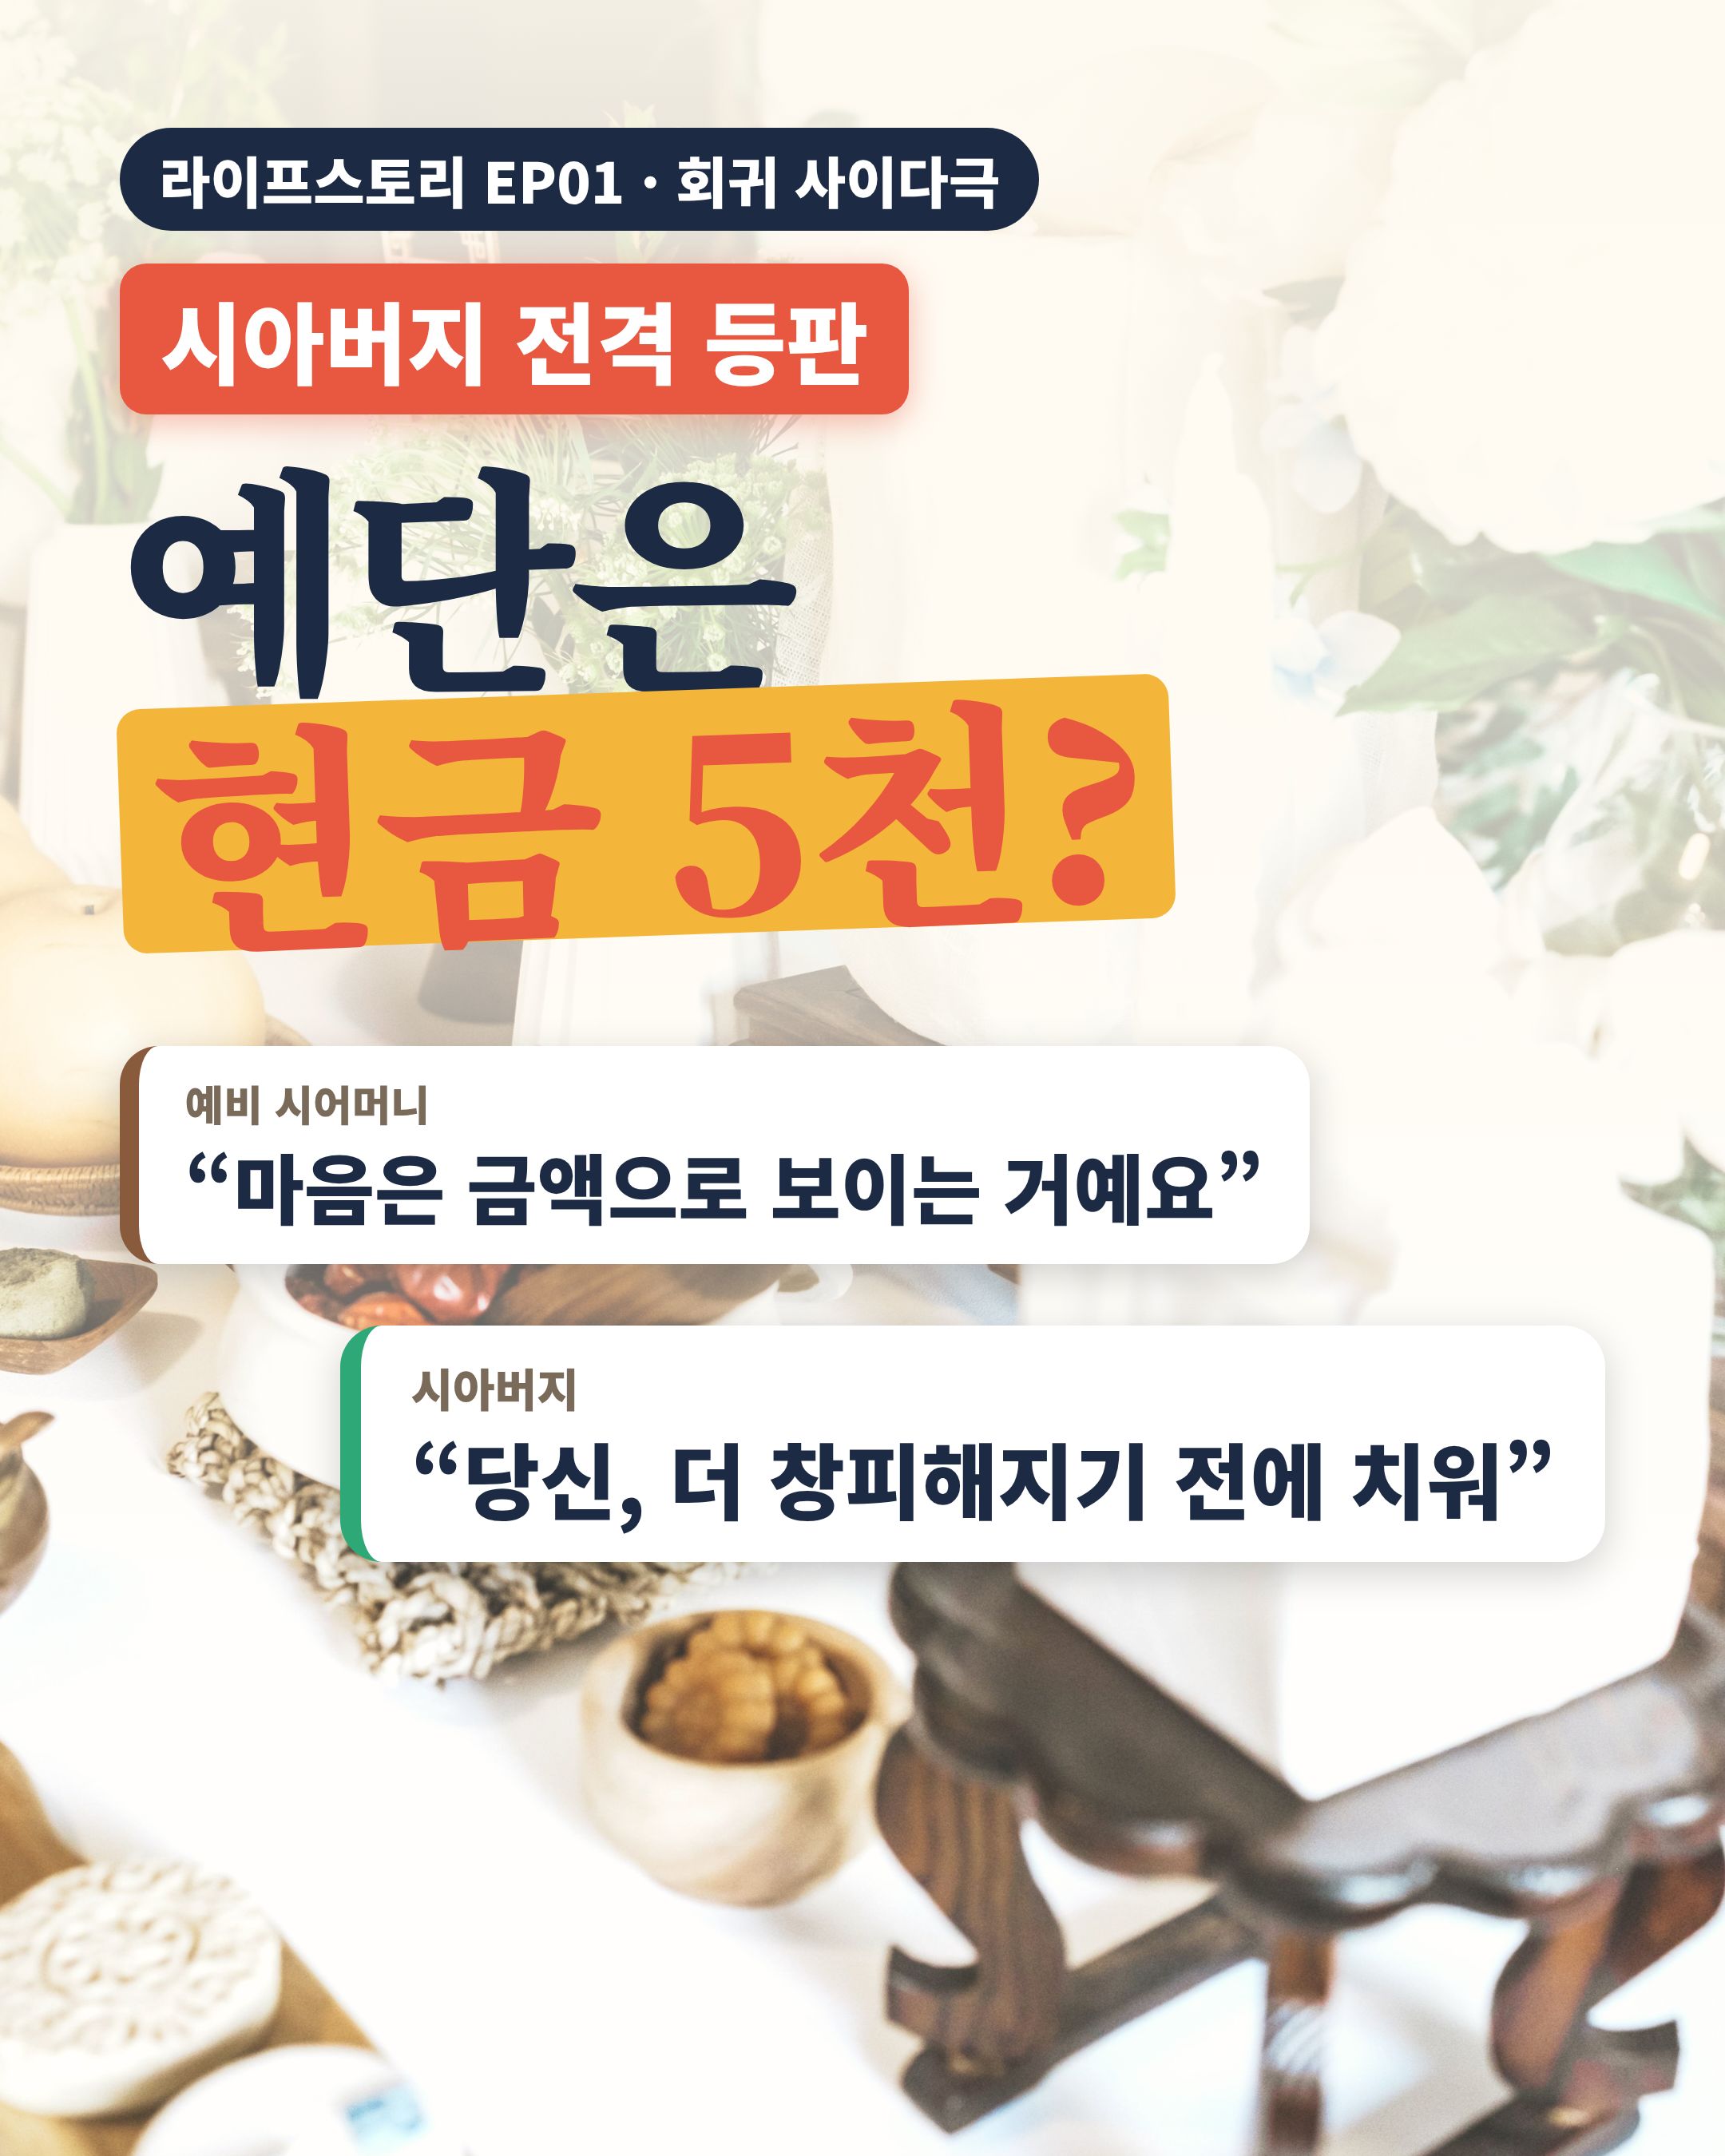 라이프스토리 EP01 · 회귀 사이다극
시아버지 전격 등판
예단은
현금 5천?
예비 시어머니
“마음은 금액으로 보이는 거예요”
시아버지
“당신, 더 창피해지기 전에 치워”